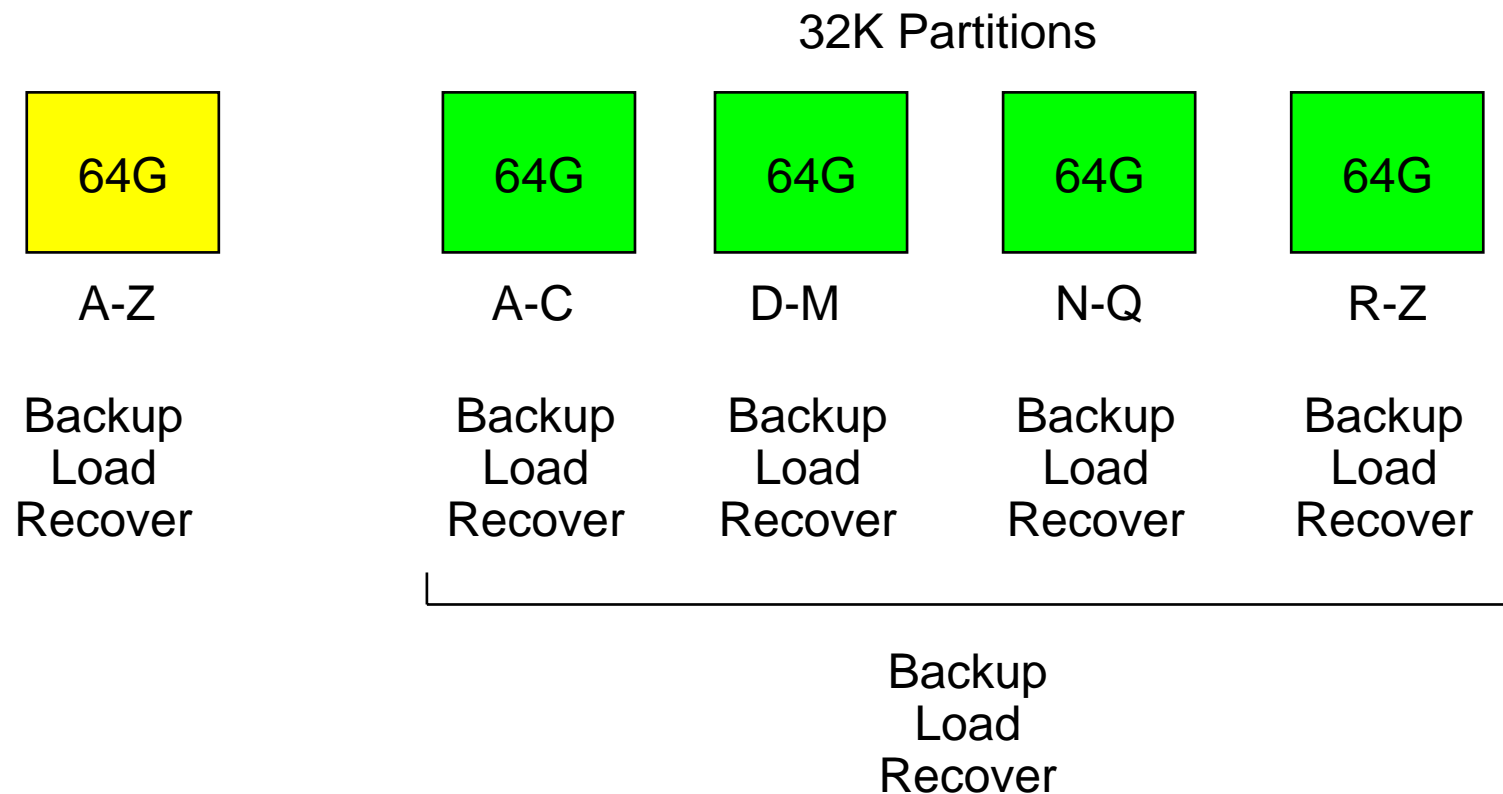 32K Partitions
64G 64G 64G 64G 64G
A-Z A-C D-M N-Q R-Z
Backup Backup Backup Backup Backup
Load Load Load Load Load
Recover Recover Recover Recover Recover
Backup
Load
Recover